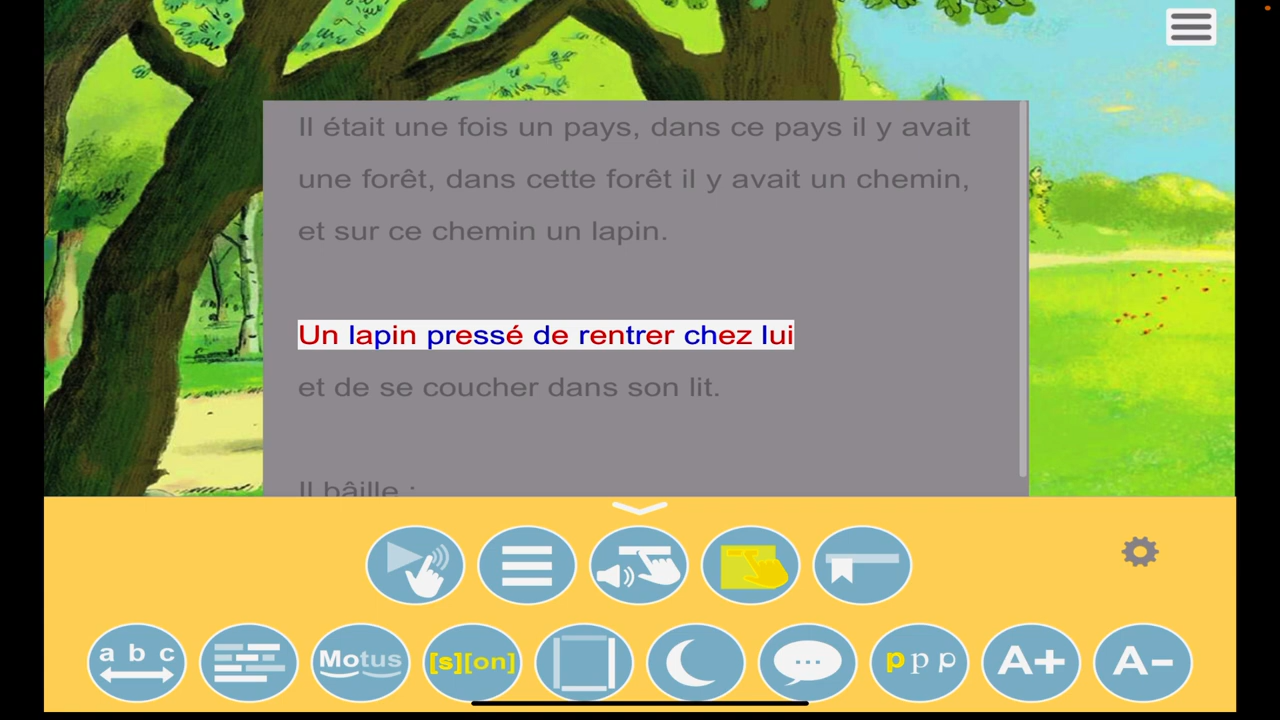 Il était une fois un pays, dans ce pays il y avait
une forêt, dans cette forêt il y avait un chemin,
et sur ce chemin un lapin.
Un lapin pressé de rentrer chez lui
et de se coucher dans son lit.
Il bâille :
a b c
Motus
[s][on]
...
p p p
A+
A-